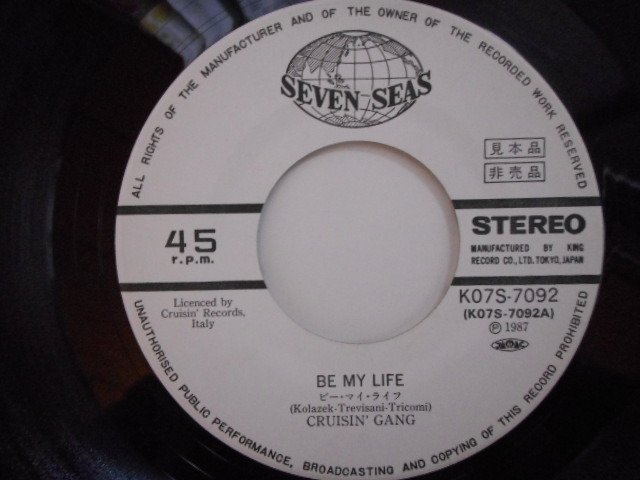 ALL RIGHTS OF THE MANUFACTURER AND OF THE OWNER OF THE RECORDED WORK RESERVED
SEVEN SEAS
見本品
非売品
45
r.p.m.
STEREO
MANUFACTURED BY KING
RECORD CO., LTD. TOKYO, JAPAN
K07S-7092
(K07S-7092A)
Ⓟ 1987
Licenced by
Cruisin' Records,
Italy
BE MY LIFE
ビー・マイ・ライフ
(Kolazek-Trevisani-Tricomi)
CRUISIN' GANG
UNAUTHORISED PUBLIC PERFORMANCE, BROADCASTING AND COPYING OF THIS RECORD PROHIBITED